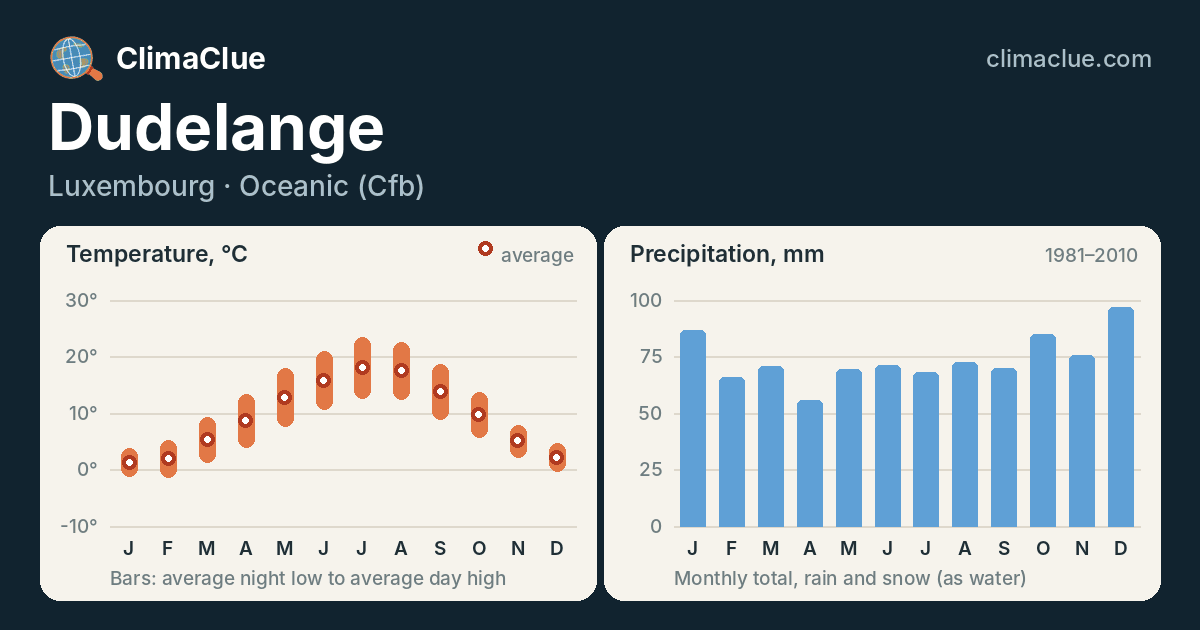 ClimaClue
climaclue.com
Dudelange
Luxembourg · Oceanic (Cfb)
Temperature, °C
average
30°
20°
10°
0°
-10°
J F M A M J J A S O N D
Bars: average night low to average day high
Precipitation, mm
1981–2010
100
75
50
25
0
J F M A M J J A S O N D
Monthly total, rain and snow (as water)